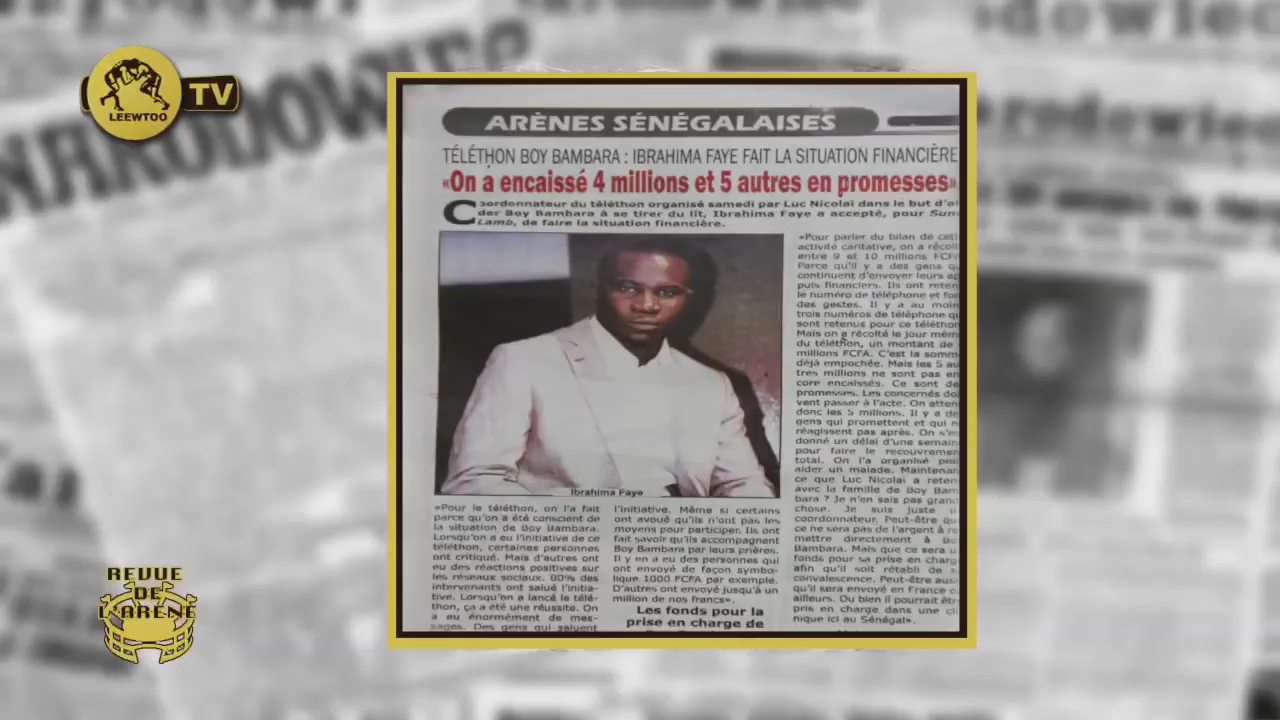 LEEWTOO
TV
NARODOWIEC
ARÈNES SÉNÉGALAISES
TÉLÉTHON BOY BAMBARA : IBRAHIMA FAYE FAIT LA SITUATION FINANCIÈRE
«On a encaissé 4 millions et 5 autres en promesses»
Coordonnateur du téléthon organisé samedi par Luc Nicolaï dans le but d'ai
der Boy Bambara à se tirer du lit, Ibrahima Faye a accepté, pour Sun
Lamb, de faire la situation financière.
Ibrahima Faye
«Pour le téléthon, on l'a fait
parce qu'on a été conscient de
la situation de Boy Bambara.
Lorsqu'on a eu l'initiative de ce
téléthon, certaines personnes
ont critiqué. Mais d'autres ont
eu des réactions positives sur
les réseaux sociaux. 80% des
intervenants ont salué l'initia-
tive. Lorsqu'on a lancé le télé-
thon, ça a été une réussite. On
a eu énormément de mes-
sages. Des gens qui saluent
l'initiative. Même si certains
ont avoué qu'ils n'ont pas les
moyens pour participer. Ils ont
fait savoir qu'ils accompagnent
Boy Bambara par leurs prières.
Il y en a eu des personnes qui
ont envoyé de façon symbo-
lique 1000 FCFA par exemple.
D'autres ont envoyé jusqu'à un
million de nos francs».
Les fonds pour la
prise en charge de
«Pour parler du bilan de cett
activité caritative, on a récol
entre 9 et 10 millions FCFA
Parce qu'il y a des gens qu
continuent d'envoyer leurs ap
puis financiers. Ils ont reten
le numéro de téléphone et fon
des gestes. Il y a au moin
trois numéros de téléphone qu
sont retenus pour ce téléthon
Mais on a récolté le jour mêm
du téléthon, un montant de
millions FCFA. C'est la somm
déjà empochée. Mais les 5 au
tres millions ne sont pas en
core encaissés. Ce sont de
promesses. Les concernés doi
vent passer à l'acte. On atten
donc les 5 millions. Il y a de
gens qui promettent et qui n
réagissent pas après. On s'es
donné un délai d'une semain
pour faire le recouvremen
total. On l'a organisé pou
aider un malade. Maintenan
ce que Luc Nicolaï a reten
avec la famille de Boy Bam
bara ? Je n'en sais pas grand
chose. Je suis juste u
coordonnateur. Peut-être qu
ce ne sera pas de l'argent à re
mettre directement à Bo
Bambara. Mais que ce sera u
fonds pour sa prise en charg
afin qu'il soit rétabli de s
convalescence. Peut-être aus
qu'il sera envoyé en France o
ailleurs. Ou bien il pourrait êtr
pris en charge dans une cli
nique ici au Sénégal».
REVUE
DE
L'ARÈNE